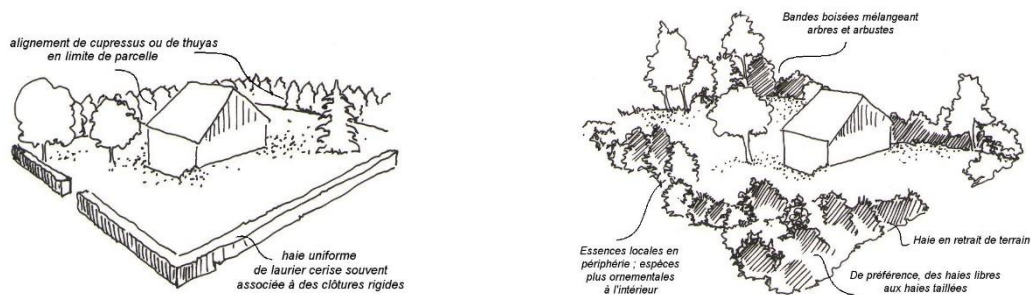 alignement de cupressus ou de thuyas
en limite de parcelle
haie uniforme
de laurier cerise souvent
associée à des clôtures rigides
Bandes boisées mélangeant
arbres et arbustes
Essences locales en
périphérie ; espèces
plus ornementales
à l'intérieur
Haie en retrait de terrain
De préférence, des haies libres
aux haies taillées